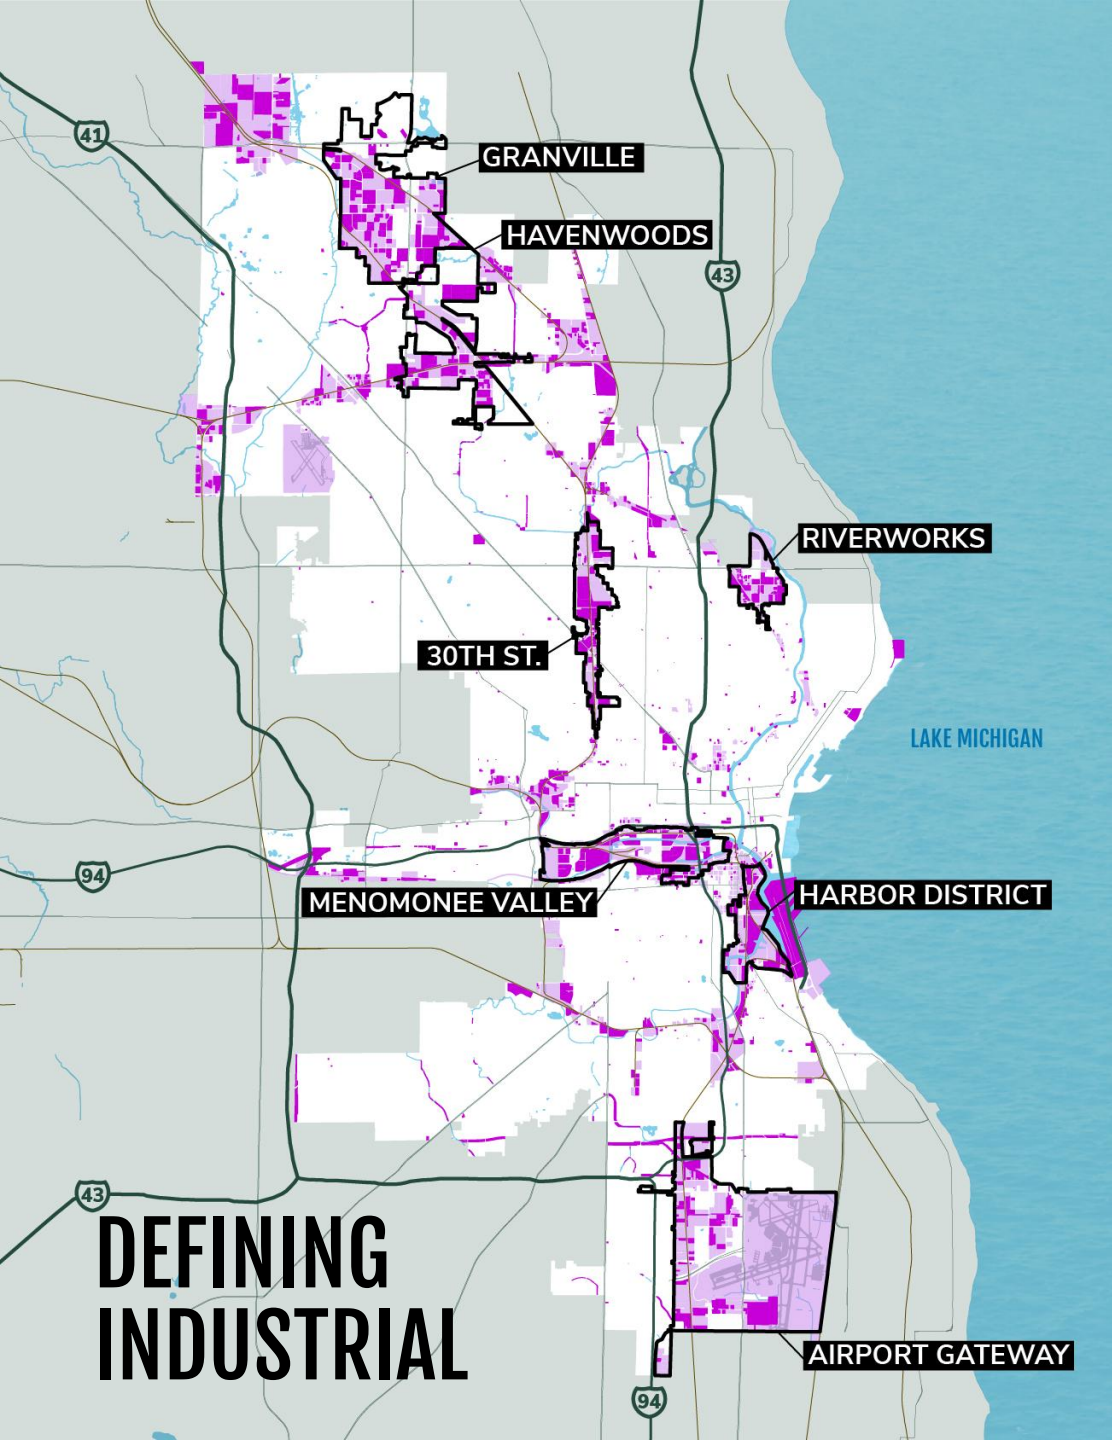 41
GRANVILLE
HAVENWOODS
43
RIVERWORKS
30TH ST.
LAKE MICHIGAN
94
MENOMONEE VALLEY
HARBOR DISTRICT
43
DEFINING
INDUSTRIAL
AIRPORT GATEWAY
94